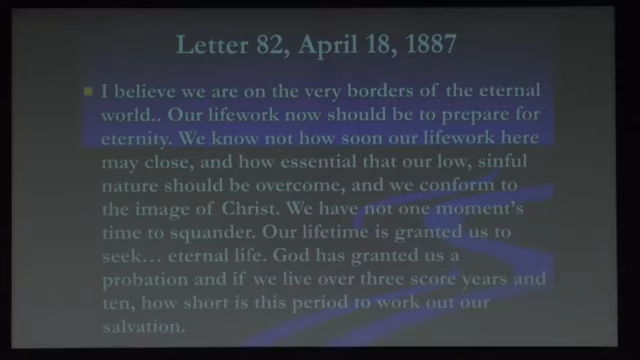 Letter 82, April 18, 1887
I believe we are on the very borders of the eternal
world.. Our lifework now should be to prepare for
eternity. We know not how soon our lifework here
may close, and how essential that our low, sinful
nature should be overcome, and we conform to
the image of Christ. We have not one moment's
time to squander. Our lifetime is granted us to
seek... eternal life. God has granted us a
probation and if we live over three score years and
ten, how short is this period to work out our
salvation.